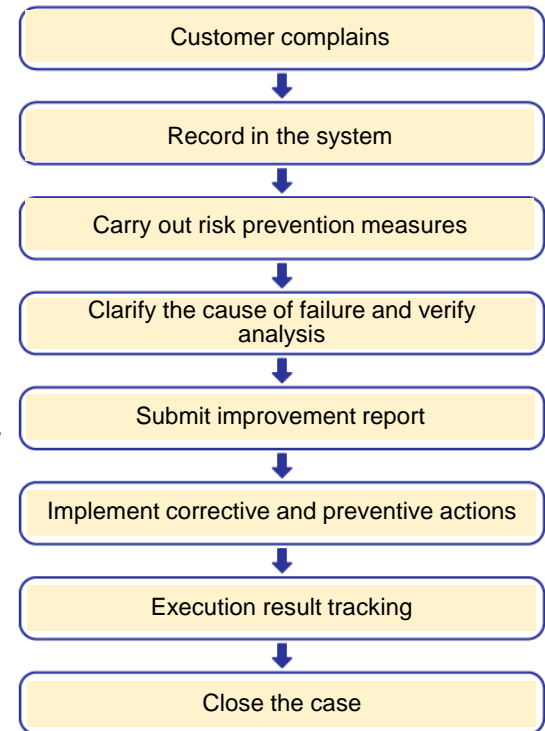 Customer complains
Record in the system
Carry out risk prevention measures
Clarify the cause of failure and verify
analysis
Submit improvement report
Implement corrective and preventive actions
Execution result tracking
Close the case